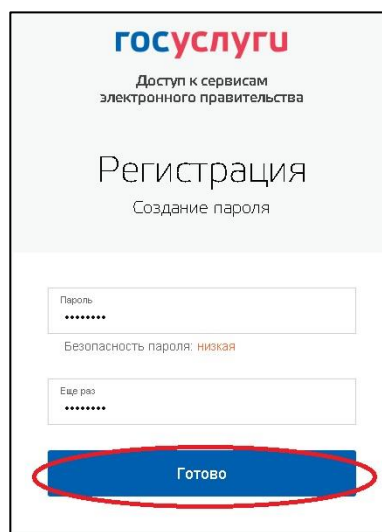 госуслуги
Доступ к сервисам
электронного правительства
Регистрация
Создание пароля
Пароль
••••••••
Безопасность пароля: низкая
Еще раз
••••••••
Готово